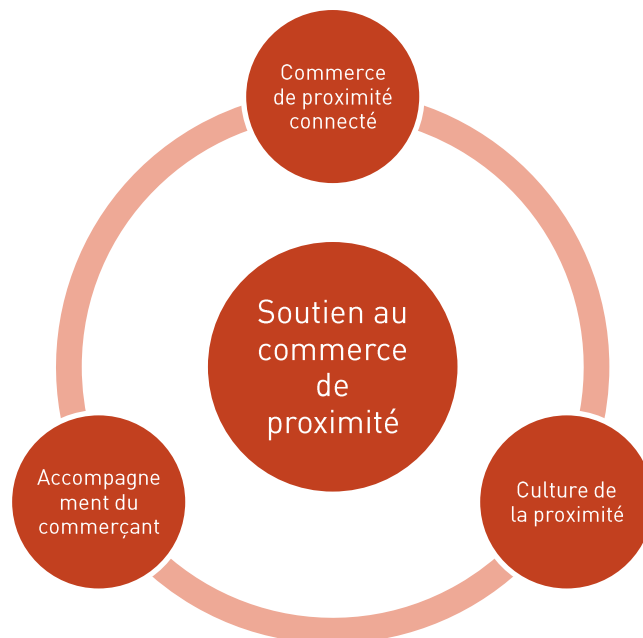 Commerce
de proximité
connecté
Soutien au
commerce
de
proximité
Accompagne
ment du
commerçant
Culture de
la proximité